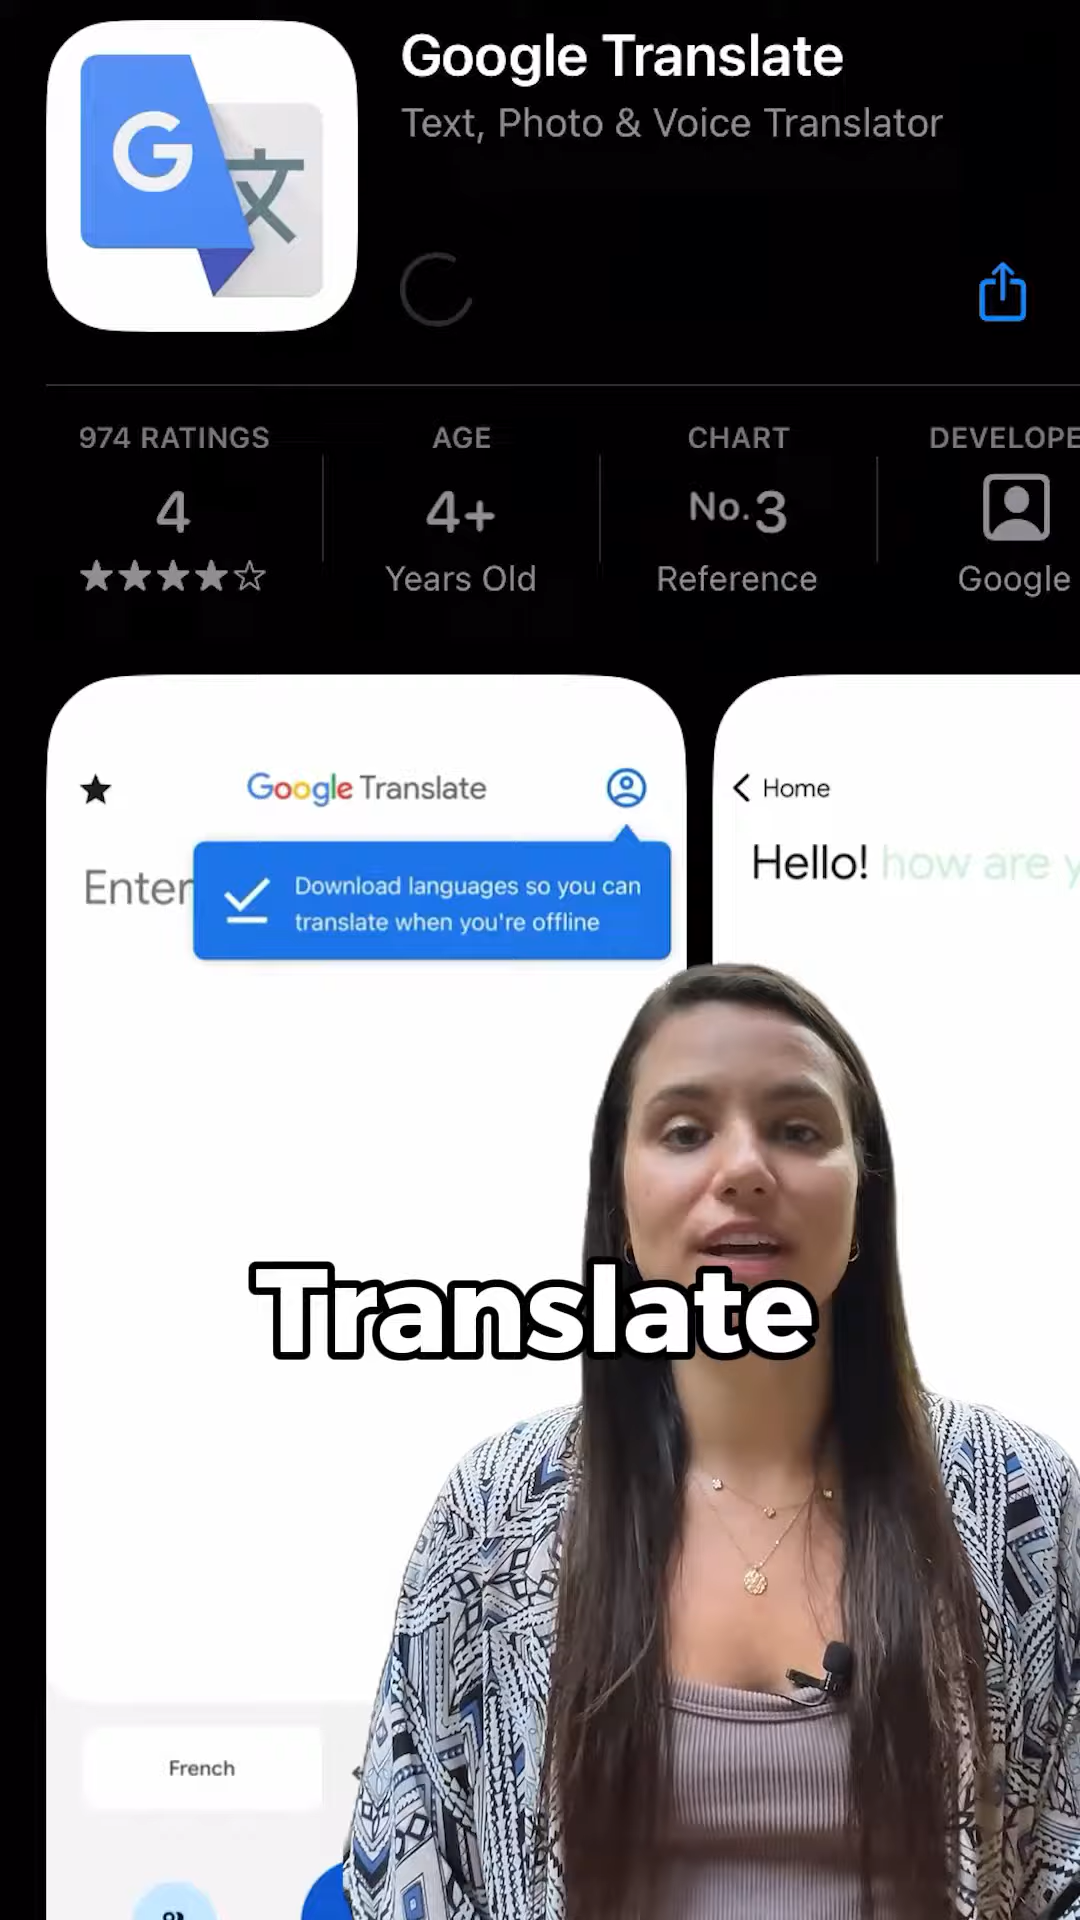 Google Translate
Text, Photo & Voice Translator
G
文
974 RATINGS
4
AGE
4+
Years Old
CHART
No.3
Reference
DEVELOPE
Google
Google Translate
Enter
Download languages so you can
translate when you're offline
Home
Hello! how are y
Translate
French